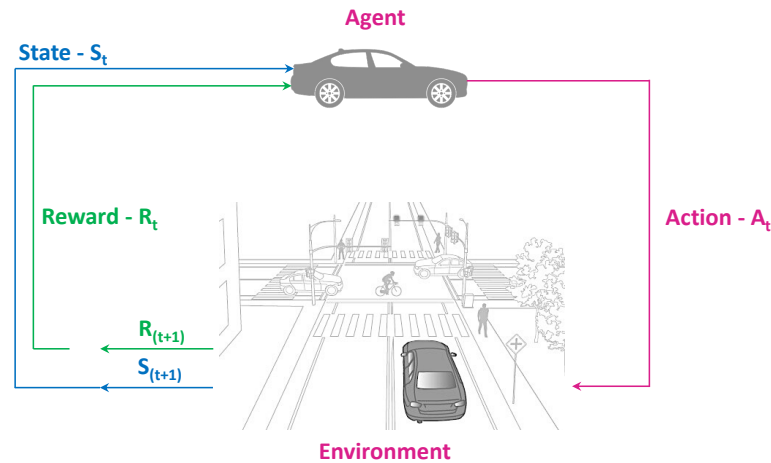 Agent
State - Sₜ
Reward - Rₜ
Action - Aₜ
R₍ₜ₊₁₎
S₍ₜ₊₁₎
Environment